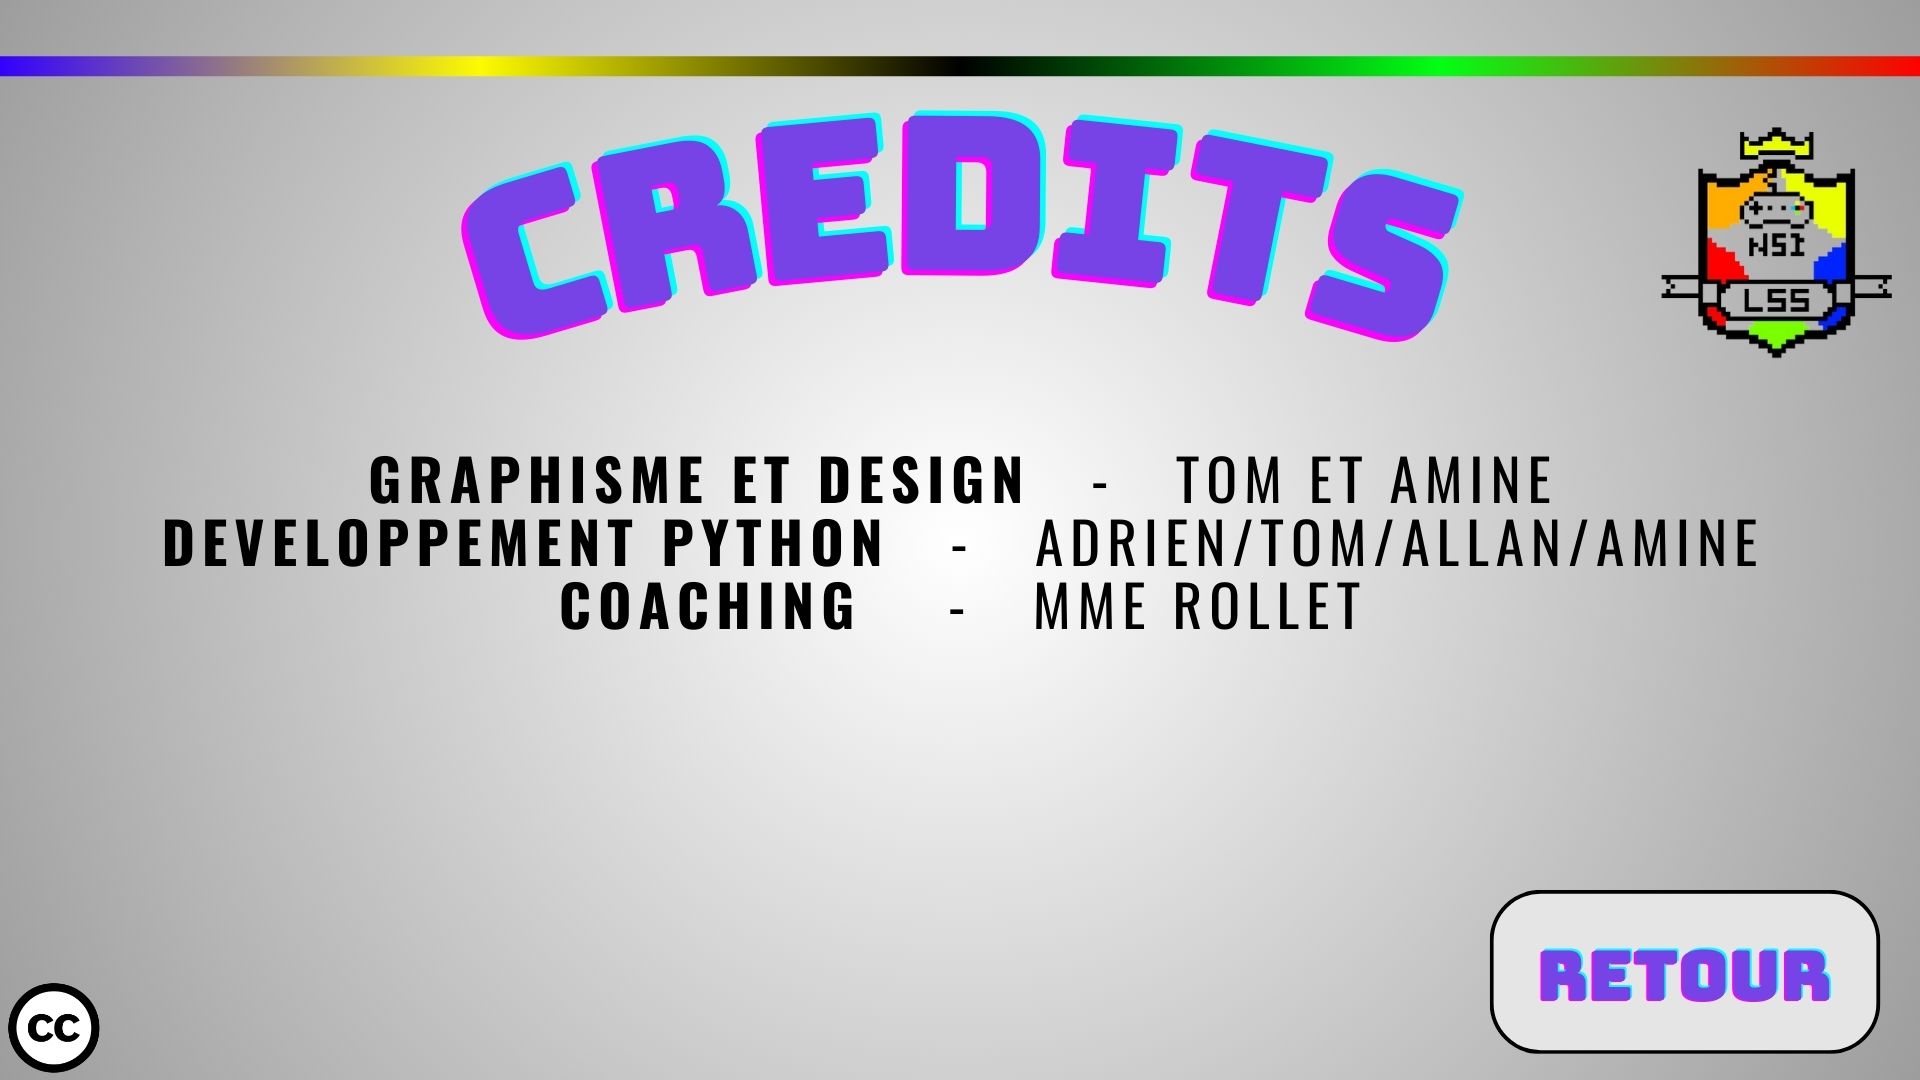 CREDITS
NSI
LSS
GRAPHISME ET DESIGN - TOM ET AMINE
DEVELOPPEMENT PYTHON - ADRIEN/TOM/ALLAN/AMINE
COACHING - MME ROLLET
RETOUR
CC